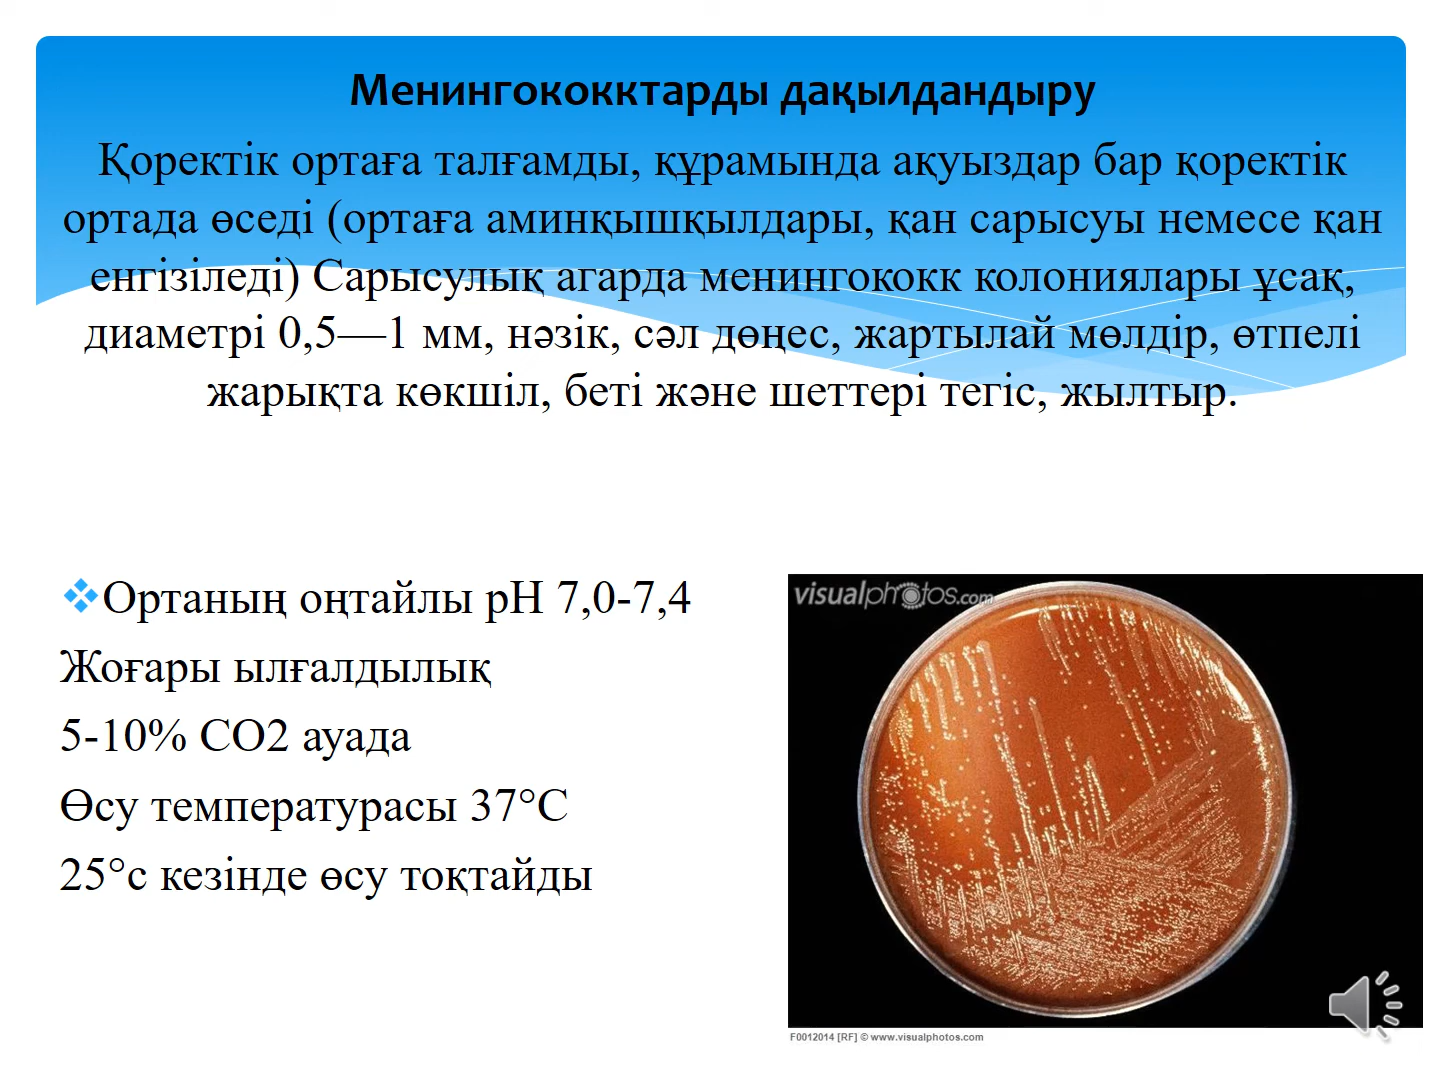 Менингококктарды дақылдандыру
Қоректік ортаға талғамды, құрамында ақуыздар бар қоректік
ортада өседі (ортаға аминқышқылдары, қан сарысуы немесе қан
енгізіледі) Сарысулық агарда менингококк колониялары ұсақ,
диаметрі 0,5—1 мм, нәзік, сәл дөңес, жартылай мөлдір, өтпелі
жарықта көкшіл, беті және шеттері тегіс, жылтыр.
❖Ортаның оңтайлы рН 7,0-7,4
Жоғары ылғалдылық
5-10% СО2 ауада
Өсу температурасы 37°С
25°с кезінде өсу тоқтайды
visualphotos.com
F0012014 [RF] © www.visualphotos.com